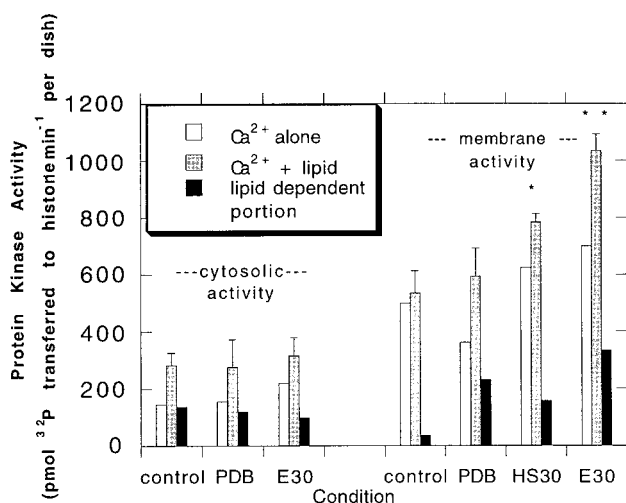 Protein Kinase Activity
(pmol ³²P transferred to histone min⁻¹ per dish)
1200
1000
800
600
400
200
0
Ca²⁺ alone
Ca²⁺ + lipid
lipid dependent
portion
---cytosolic---
activity
--- membrane ---
activity
*
* *
control PDB E30 control PDB HS30 E30
Condition